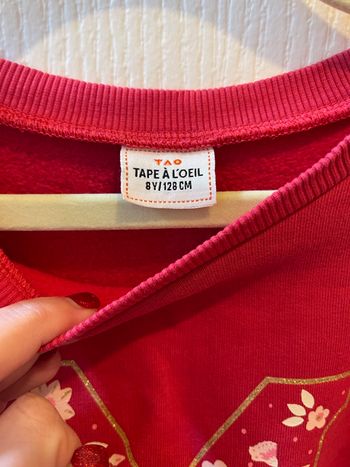 TAO
TAPE À L'OEIL
8Y/128 CM